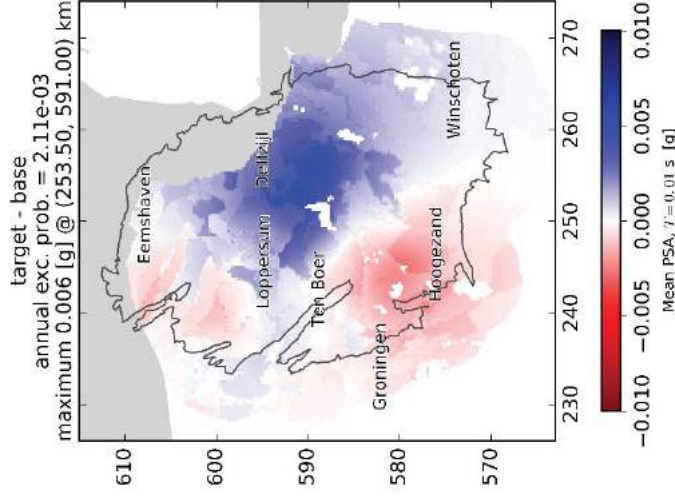 target - base
annual exc. prob. = 2.11e-03
maximum 0.006 [g] @ (253.50, 591.00) km
610
600
590
580
570
Eemshaven
Loppersum
Delfzijl
Ten Boer
Groningen
Hoogezand
Winschoten
230
240
250
260
270
−0.010
−0.005
0.000
0.005
0.010
Mean PSA, T=0.01 s [g]